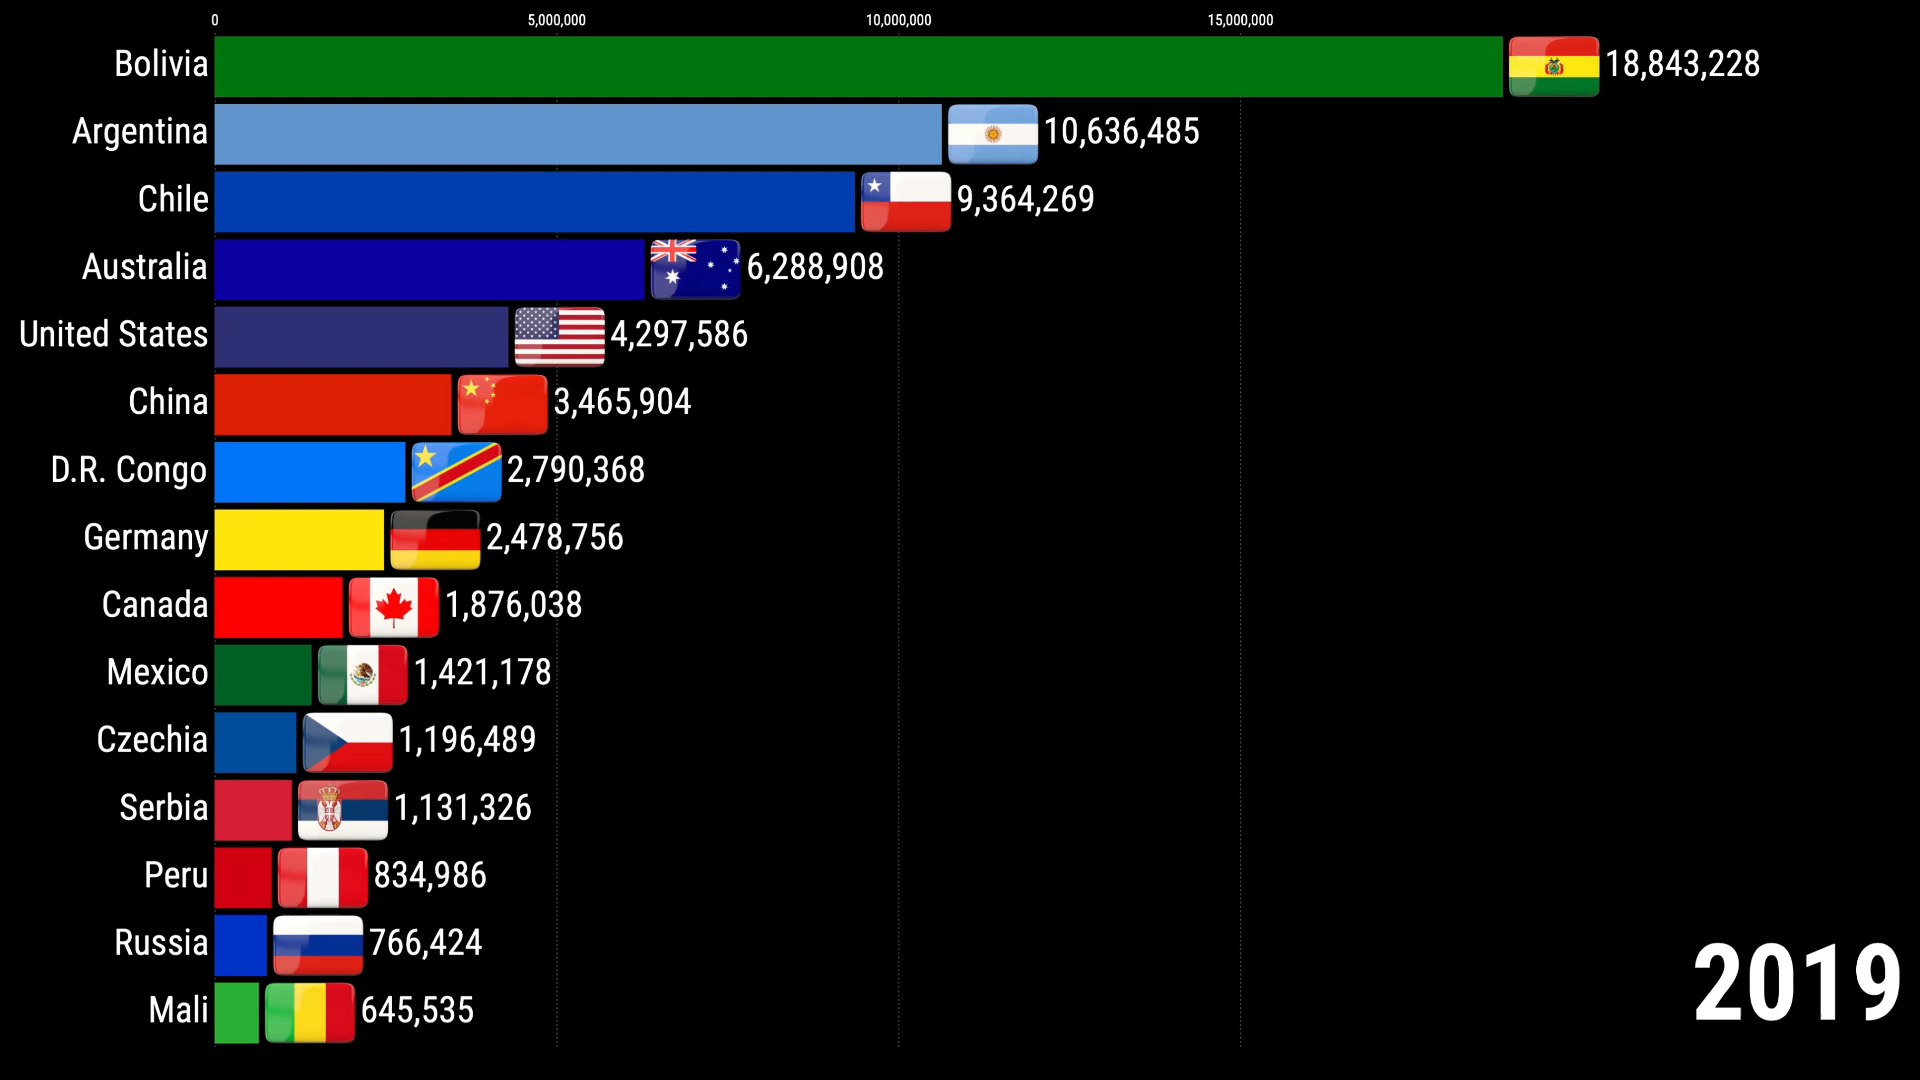 0 5,000,000 10,000,000 15,000,000
Bolivia 18,843,228
Argentina 10,636,485
Chile 9,364,269
Australia 6,288,908
United States 4,297,586
China 3,465,904
D.R. Congo 2,790,368
Germany 2,478,756
Canada 1,876,038
Mexico 1,421,178
Czechia 1,196,489
Serbia 1,131,326
Peru 834,986
Russia 766,424
Mali 645,535
2019